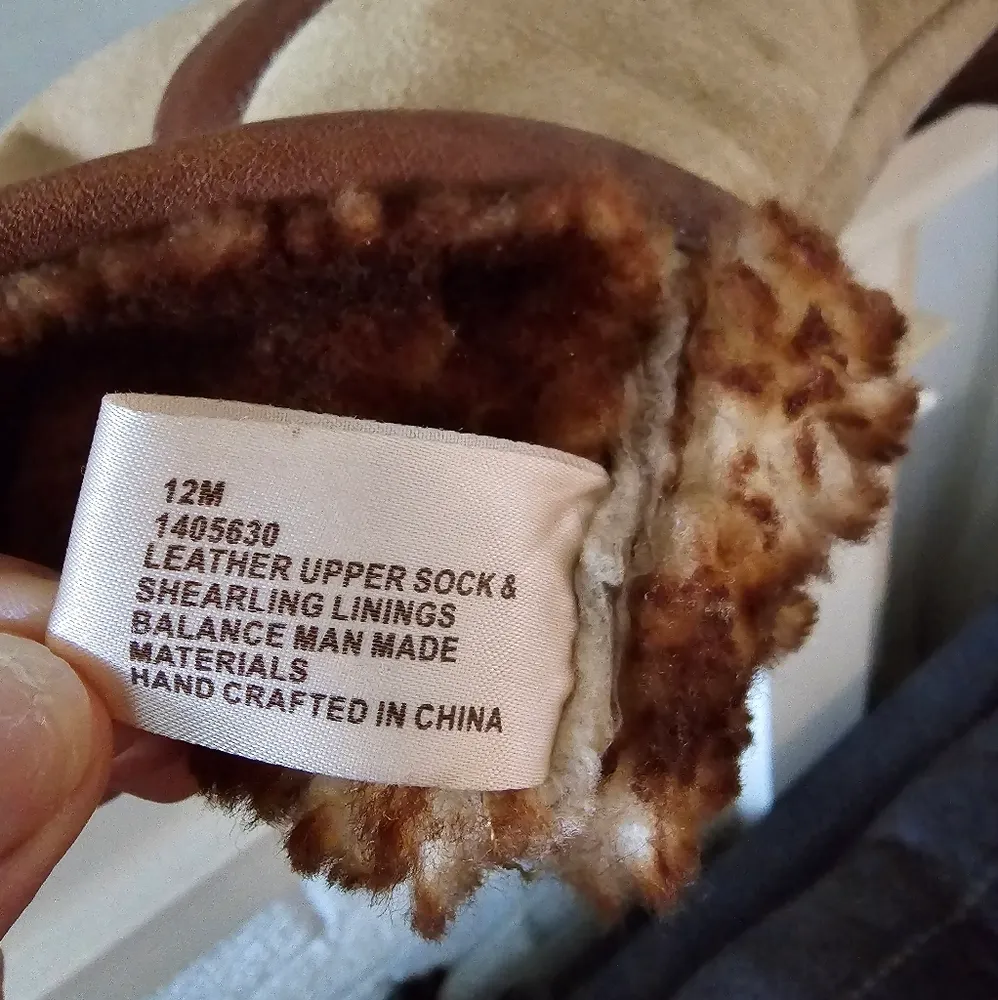 12M
1405630
LEATHER UPPER SOCK &
SHEARLING LININGS
BALANCE MAN MADE
MATERIALS
HAND CRAFTED IN CHINA